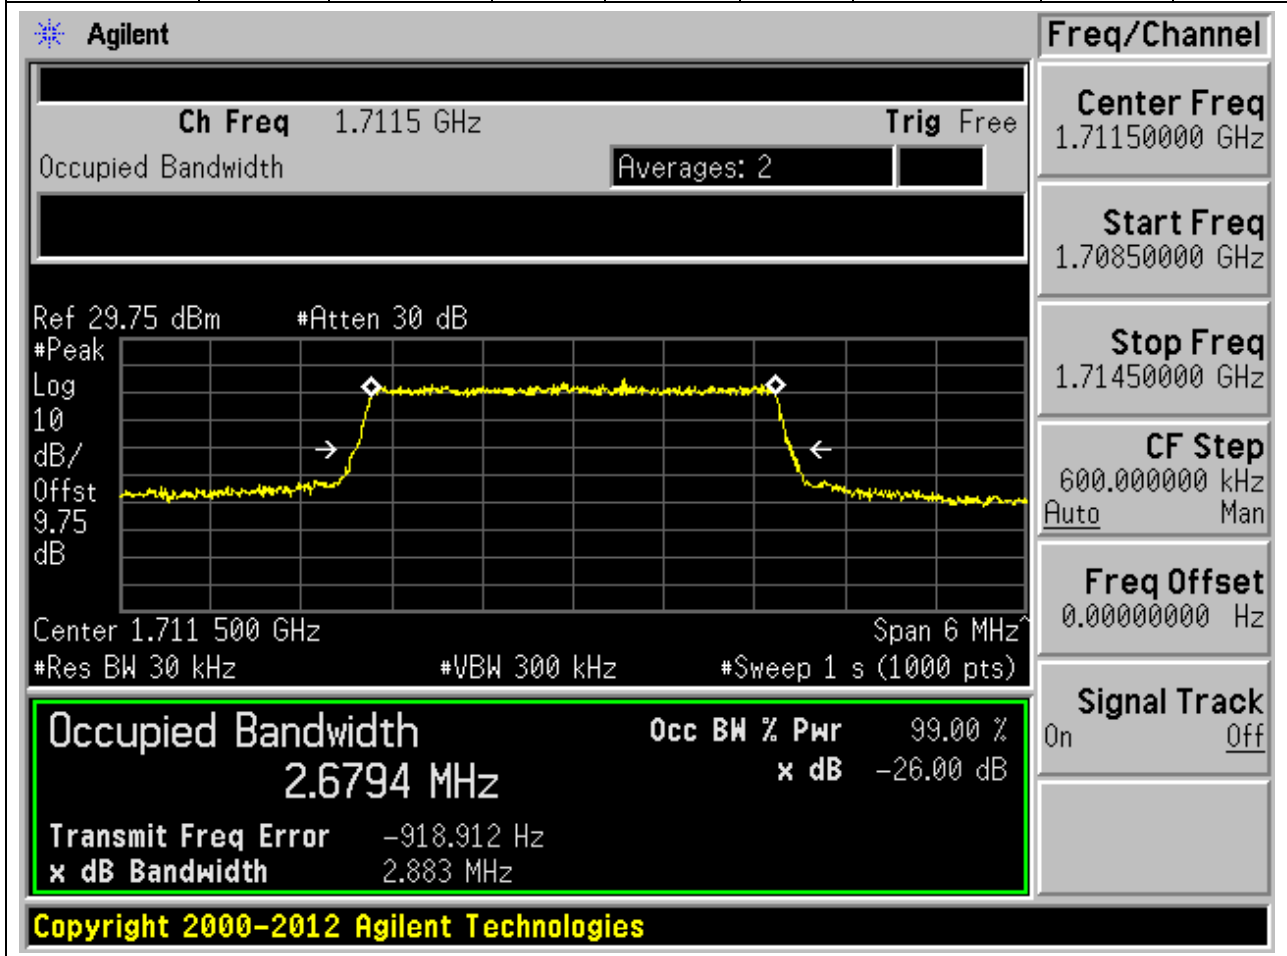 Agilent
Freq/Channel
Ch Freq 1.7115 GHz Trig Free
Occupied Bandwidth Averages: 2
Center Freq
1.71150000 GHz
Start Freq
1.70850000 GHz
Ref 29.75 dBm #Atten 30 dB
#Peak
Log
10
dB/
Offst
9.75
dB
Stop Freq
1.71450000 GHz
CF Step
600.000000 kHz
Auto Man
Freq Offset
0.00000000 Hz
Center 1.711 500 GHz Span 6 MHz^
#Res BW 30 kHz #VBW 300 kHz #Sweep 1 s (1000 pts)
Signal Track
On Off
Occupied Bandwidth Occ BW % Pwr 99.00 %
2.6794 MHz x dB -26.00 dB
Transmit Freq Error -918.912 Hz
x dB Bandwidth 2.883 MHz
Copyright 2000-2012 Agilent Technologies